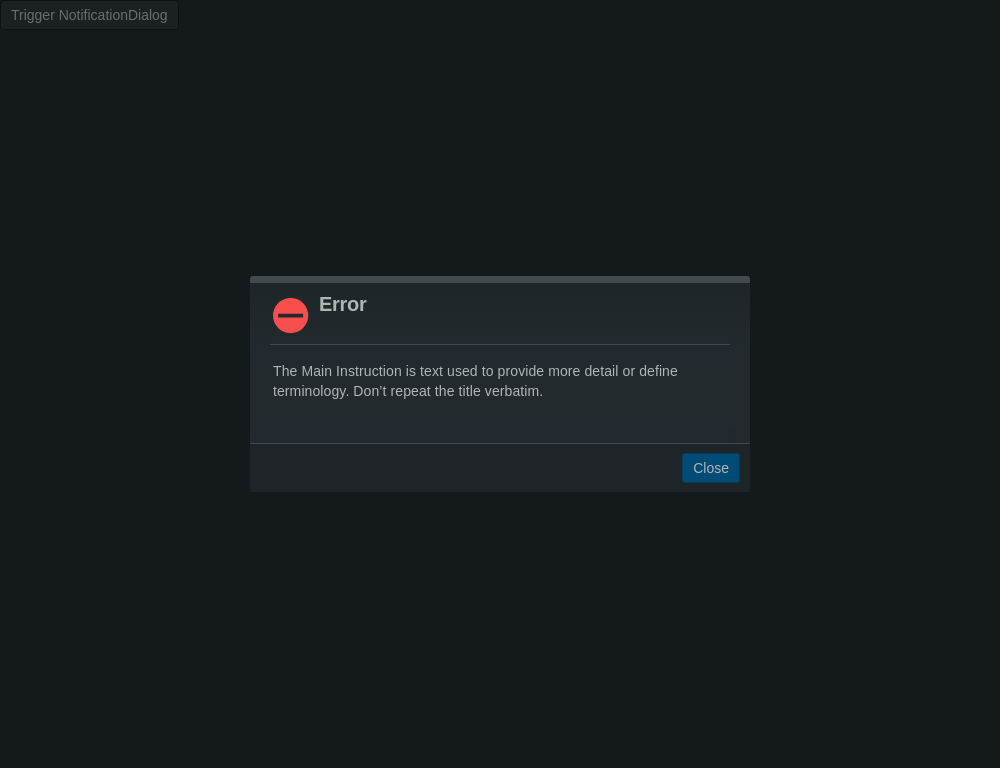 Trigger NotificationDialog
Error
The Main Instruction is text used to provide more detail or define
terminology. Don’t repeat the title verbatim.
Close